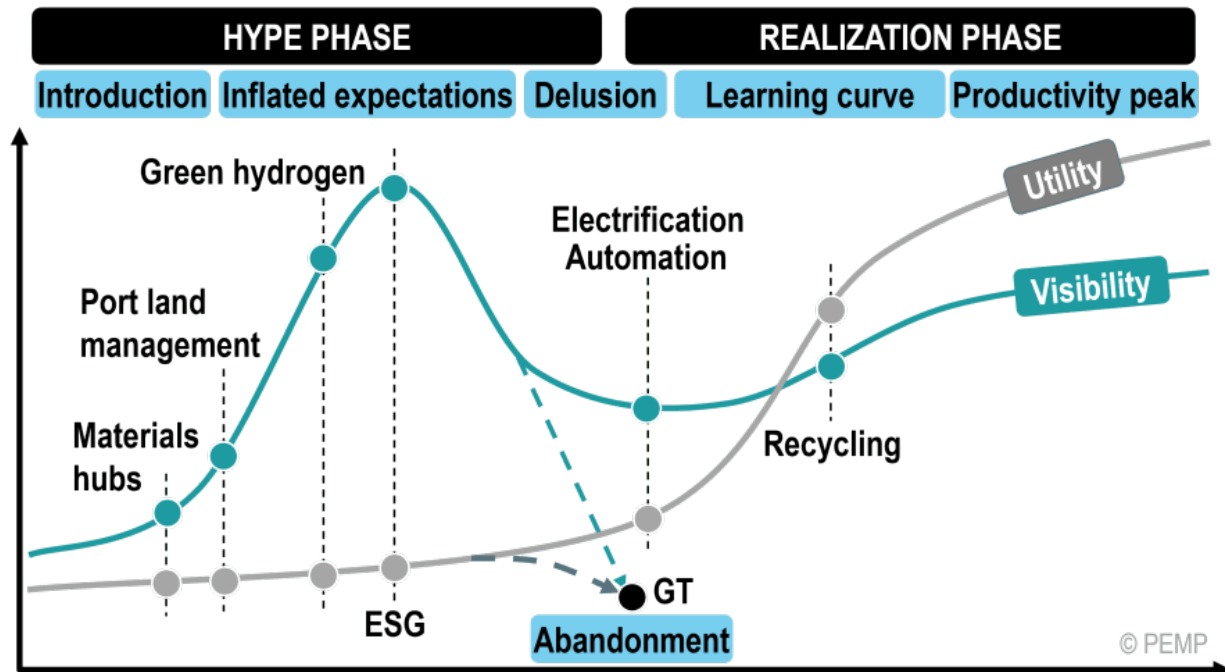 HYPE PHASE
REALIZATION PHASE
Introduction
Inflated expectations
Delusion
Learning curve
Productivity peak
Green hydrogen
Utility
Electrification
Automation
Visibility
Port land
management
Materials
hubs
Recycling
GT
ESG
Abandonment
© PEMP